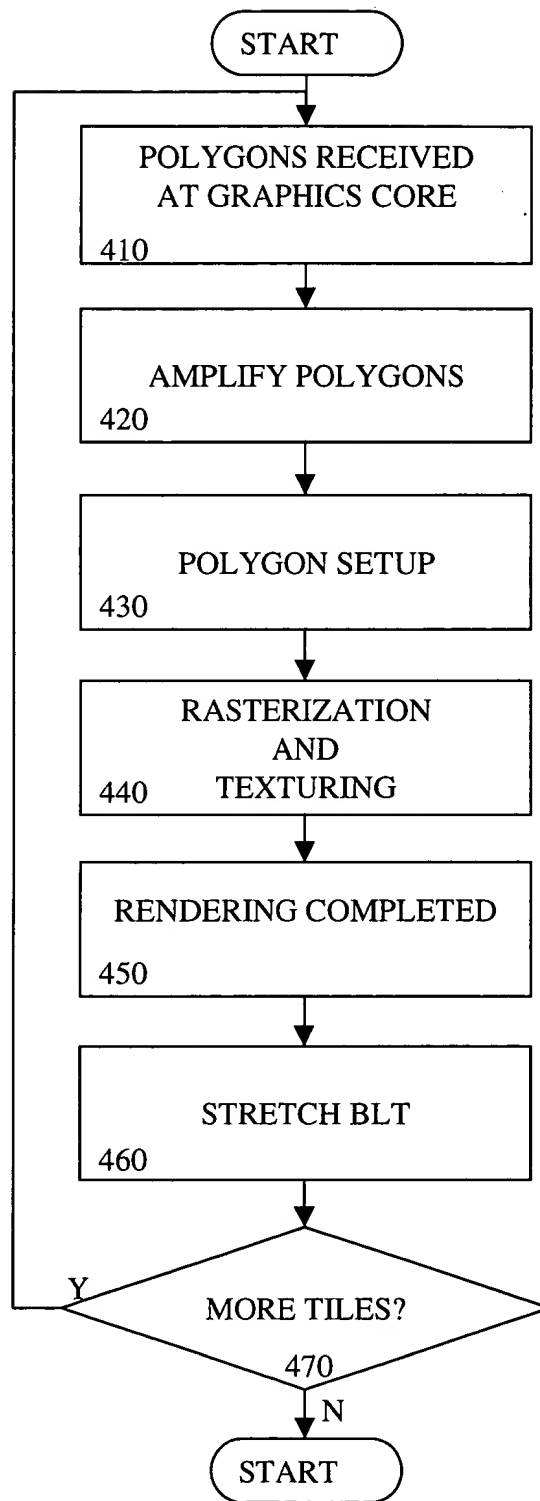 START
POLYGONS RECEIVED
AT GRAPHICS CORE
410
AMPLIFY POLYGONS
420
POLYGON SETUP
430
RASTERIZATION
AND
TEXTURING
440
RENDERING COMPLETED
450
STRETCH BLT
460
Y
MORE TILES?
470
N
START